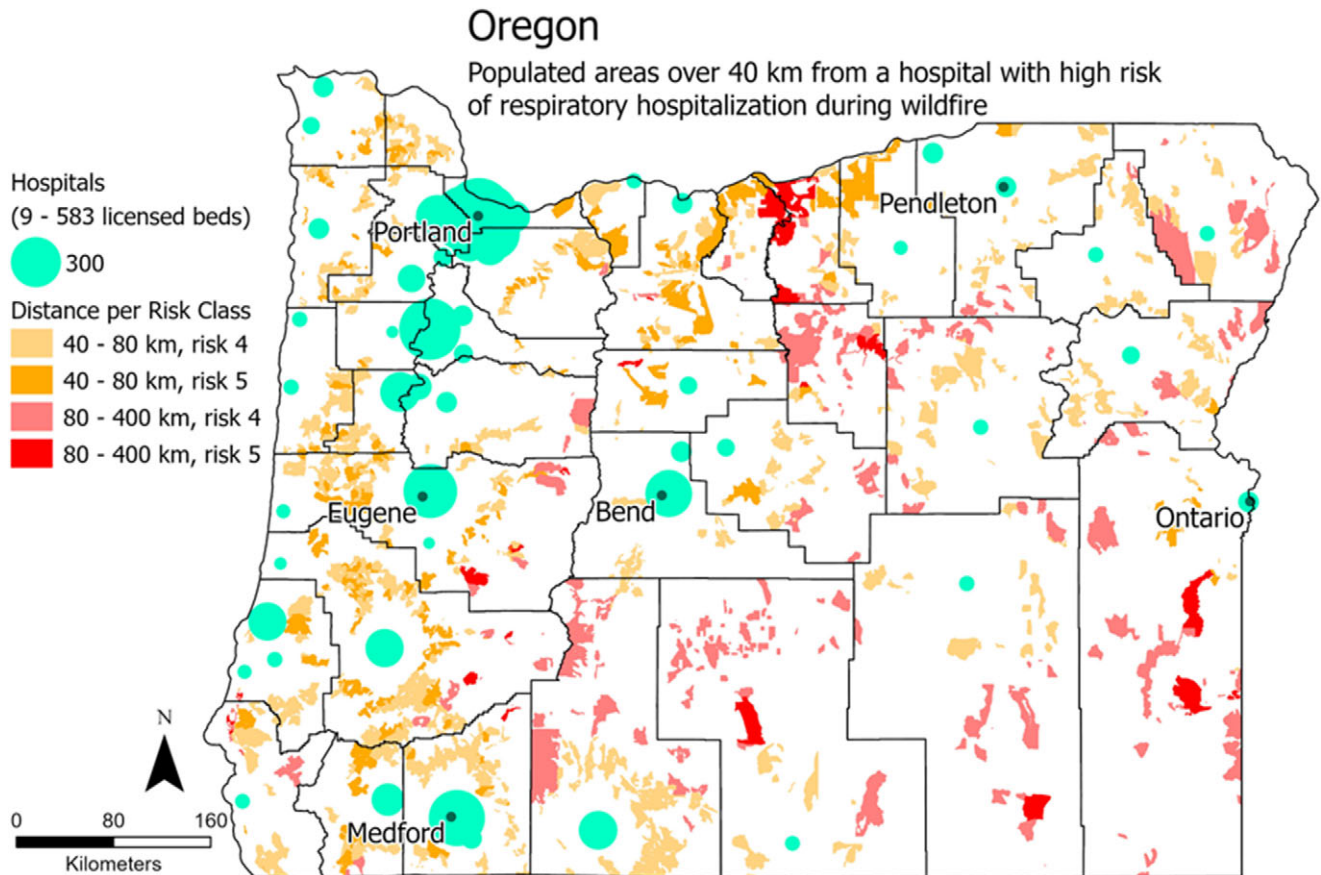 Oregon
Populated areas over 40 km from a hospital with high risk
of respiratory hospitalization during wildfire
Hospitals
(9 - 583 licensed beds)
300
Distance per Risk Class
40 - 80 km, risk 4
40 - 80 km, risk 5
80 - 400 km, risk 4
80 - 400 km, risk 5
Portland
Pendleton
Eugene
Bend
Ontario
Medford
N
0 80 160
Kilometers